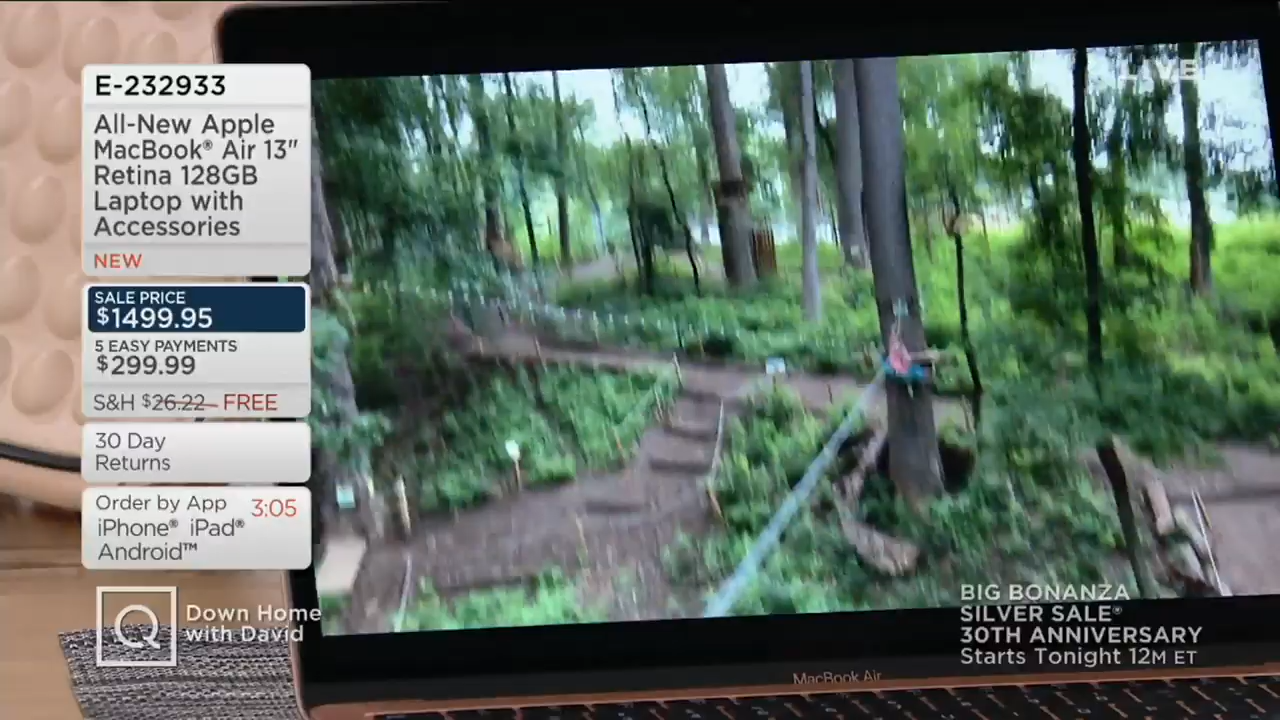 E-232933
All-New Apple
MacBook® Air 13"
Retina 128GB
Laptop with
Accessories
NEW
SALE PRICE
$1499.95
5 EASY PAYMENTS
$299.99
S&H $26.22 FREE
30 Day
Returns
Order by App 3:05
iPhone® iPad®
Android™
Q
Down Home
with David
LIVE
BIG BONANZA
SILVER SALE®
30TH ANNIVERSARY
Starts Tonight 12M ET
MacBook Air